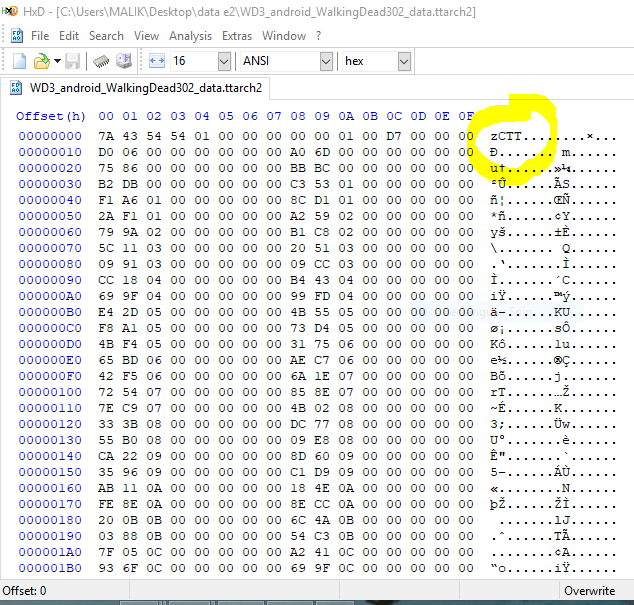 HxD - [C:\Users\MALIK\Desktop\data e2\WD3_android_WalkingDead302_data.ttarch2]
File Edit Search View Analysis Extras Window ?
16 ANSI hex
WD3_android_WalkingDead302_data.ttarch2
Offset(h) 00 01 02 03 04 05 06 07 08 09 0A 0B 0C 0D 0E 0F
00000000 7A 43 54 54 01 00 00 00 00 00 01 00 D7 00 00 00 zCTT........×...
00000010 D0 06 00 00 00 00 00 00 A0 6D 00 00 00 00 00 00 Ð....... m......
00000020 75 86 00 00 00 00 00 00 BB BC 00 00 00 00 00 00 u†......»¼......
00000030 B2 DB 00 00 00 00 00 00 C3 53 01 00 00 00 00 00 ²Û......ÃS......
00000040 F1 A6 01 00 00 00 00 00 8C D1 01 00 00 00 00 00 ñ¦......ŒÑ......
00000050 2A F1 01 00 00 00 00 00 A2 59 02 00 00 00 00 00 *ñ......¢Y......
00000060 79 9A 02 00 00 00 00 00 B1 C8 02 00 00 00 00 00 yš......±È......
00000070 5C 11 03 00 00 00 00 00 20 51 03 00 00 00 00 00 \....... Q......
00000080 09 91 03 00 00 00 00 00 09 CC 03 00 00 00 00 00 .‘.......Ì......
00000090 CC 18 04 00 00 00 00 00 B4 43 04 00 00 00 00 00 Ì.......´C......
000000A0 69 9F 04 00 00 00 00 00 99 FD 04 00 00 00 00 00 iŸ......™ý......
000000B0 E4 2D 05 00 00 00 00 00 4B 55 05 00 00 00 00 00 ä-......KU......
000000C0 F8 A1 05 00 00 00 00 00 73 D4 05 00 00 00 00 00 ø¡......sÔ......
000000D0 4B F4 05 00 00 00 00 00 31 75 06 00 00 00 00 00 Kô......1u......
000000E0 65 BD 06 00 00 00 00 00 AE C7 06 00 00 00 00 00 e½......®Ç......
000000F0 42 F5 06 00 00 00 00 00 6A 1E 07 00 00 00 00 00 Bõ......j.......
00000100 72 54 07 00 00 00 00 00 85 8E 07 00 00 00 00 00 rT......…Ž......
00000110 7E C9 07 00 00 00 00 00 4B 02 08 00 00 00 00 00 ~É......K.......
00000120 33 3B 08 00 00 00 00 00 DC 77 08 00 00 00 00 00 3;......Üw......
00000130 55 B0 08 00 00 00 00 00 09 E8 08 00 00 00 00 00 U°.......è......
00000140 CA 22 09 00 00 00 00 00 8D 60 09 00 00 00 00 00 Ê".......`......
00000150 35 96 09 00 00 00 00 00 C1 D9 09 00 00 00 00 00 5–......ÁÙ......
00000160 AB 11 0A 00 00 00 00 00 18 4E 0A 00 00 00 00 00 «........N......
00000170 FE 8E 0A 00 00 00 00 00 8E CC 0A 00 00 00 00 00 þŽ......ŽÌ......
00000180 20 0B 0B 00 00 00 00 00 6C 4A 0B 00 00 00 00 00  .......lJ......
00000190 03 88 0B 00 00 00 00 00 54 C3 0B 00 00 00 00 00 .ˆ......TÃ......
000001A0 7F 05 0C 00 00 00 00 00 A2 41 0C 00 00 00 00 00 ........¢A......
000001B0 93 6F 0C 00 00 00 00 00 69 9F 0C 00 00 00 00 00 “o......iŸ......
Offset: 0 Overwrite